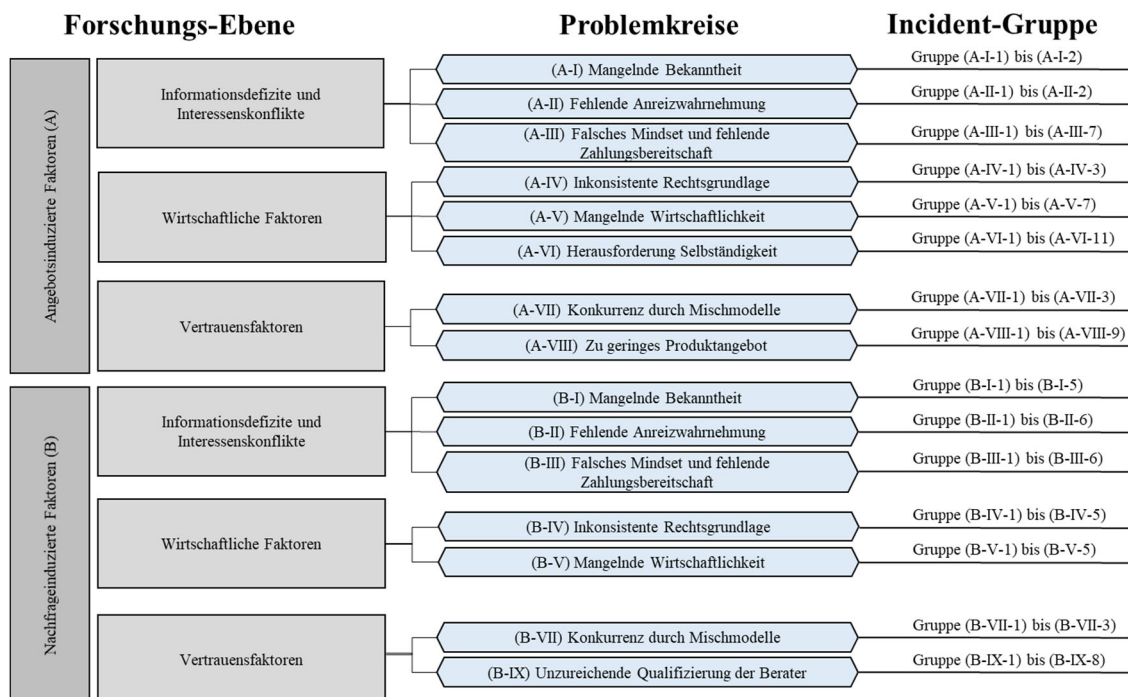 Forschungs-Ebene
Problemkreise
Incident-Gruppe
Angebotsinduzierte Faktoren (A)
Informationsdefizite und
Interessenskonflikte
(A-I) Mangelnde Bekanntheit
Gruppe (A-I-1) bis (A-I-2)
(A-II) Fehlende Anreizwahrnehmung
Gruppe (A-II-1) bis (A-II-2)
(A-III) Falsches Mindset und fehlende
Zahlungsbereitschaft
Gruppe (A-III-1) bis (A-III-7)
Wirtschaftliche Faktoren
(A-IV) Inkonsistente Rechtsgrundlage
Gruppe (A-IV-1) bis (A-IV-3)
(A-V) Mangelnde Wirtschaftlichkeit
Gruppe (A-V-1) bis (A-V-7)
(A-VI) Herausforderung Selbständigkeit
Gruppe (A-VI-1) bis (A-VI-11)
Vertrauensfaktoren
(A-VII) Konkurrenz durch Mischmodelle
Gruppe (A-VII-1) bis (A-VII-3)
(A-VIII) Zu geringes Produktangebot
Gruppe (A-VIII-1) bis (A-VIII-9)
Nachfrageinduzierte Faktoren (B)
Informationsdefizite und
Interessenskonflikte
(B-I) Mangelnde Bekanntheit
Gruppe (B-I-1) bis (B-I-5)
(B-II) Fehlende Anreizwahrnehmung
Gruppe (B-II-1) bis (B-II-6)
(B-III) Falsches Mindset und fehlende
Zahlungsbereitschaft
Gruppe (B-III-1) bis (B-III-6)
Wirtschaftliche Faktoren
(B-IV) Inkonsistente Rechtsgrundlage
Gruppe (B-IV-1) bis (B-IV-5)
(B-V) Mangelnde Wirtschaftlichkeit
Gruppe (B-V-1) bis (B-V-5)
Vertrauensfaktoren
(B-VII) Konkurrenz durch Mischmodelle
Gruppe (B-VII-1) bis (B-VII-3)
(B-IX) Unzureichende Qualifizierung der Berater
Gruppe (B-IX-1) bis (B-IX-8)